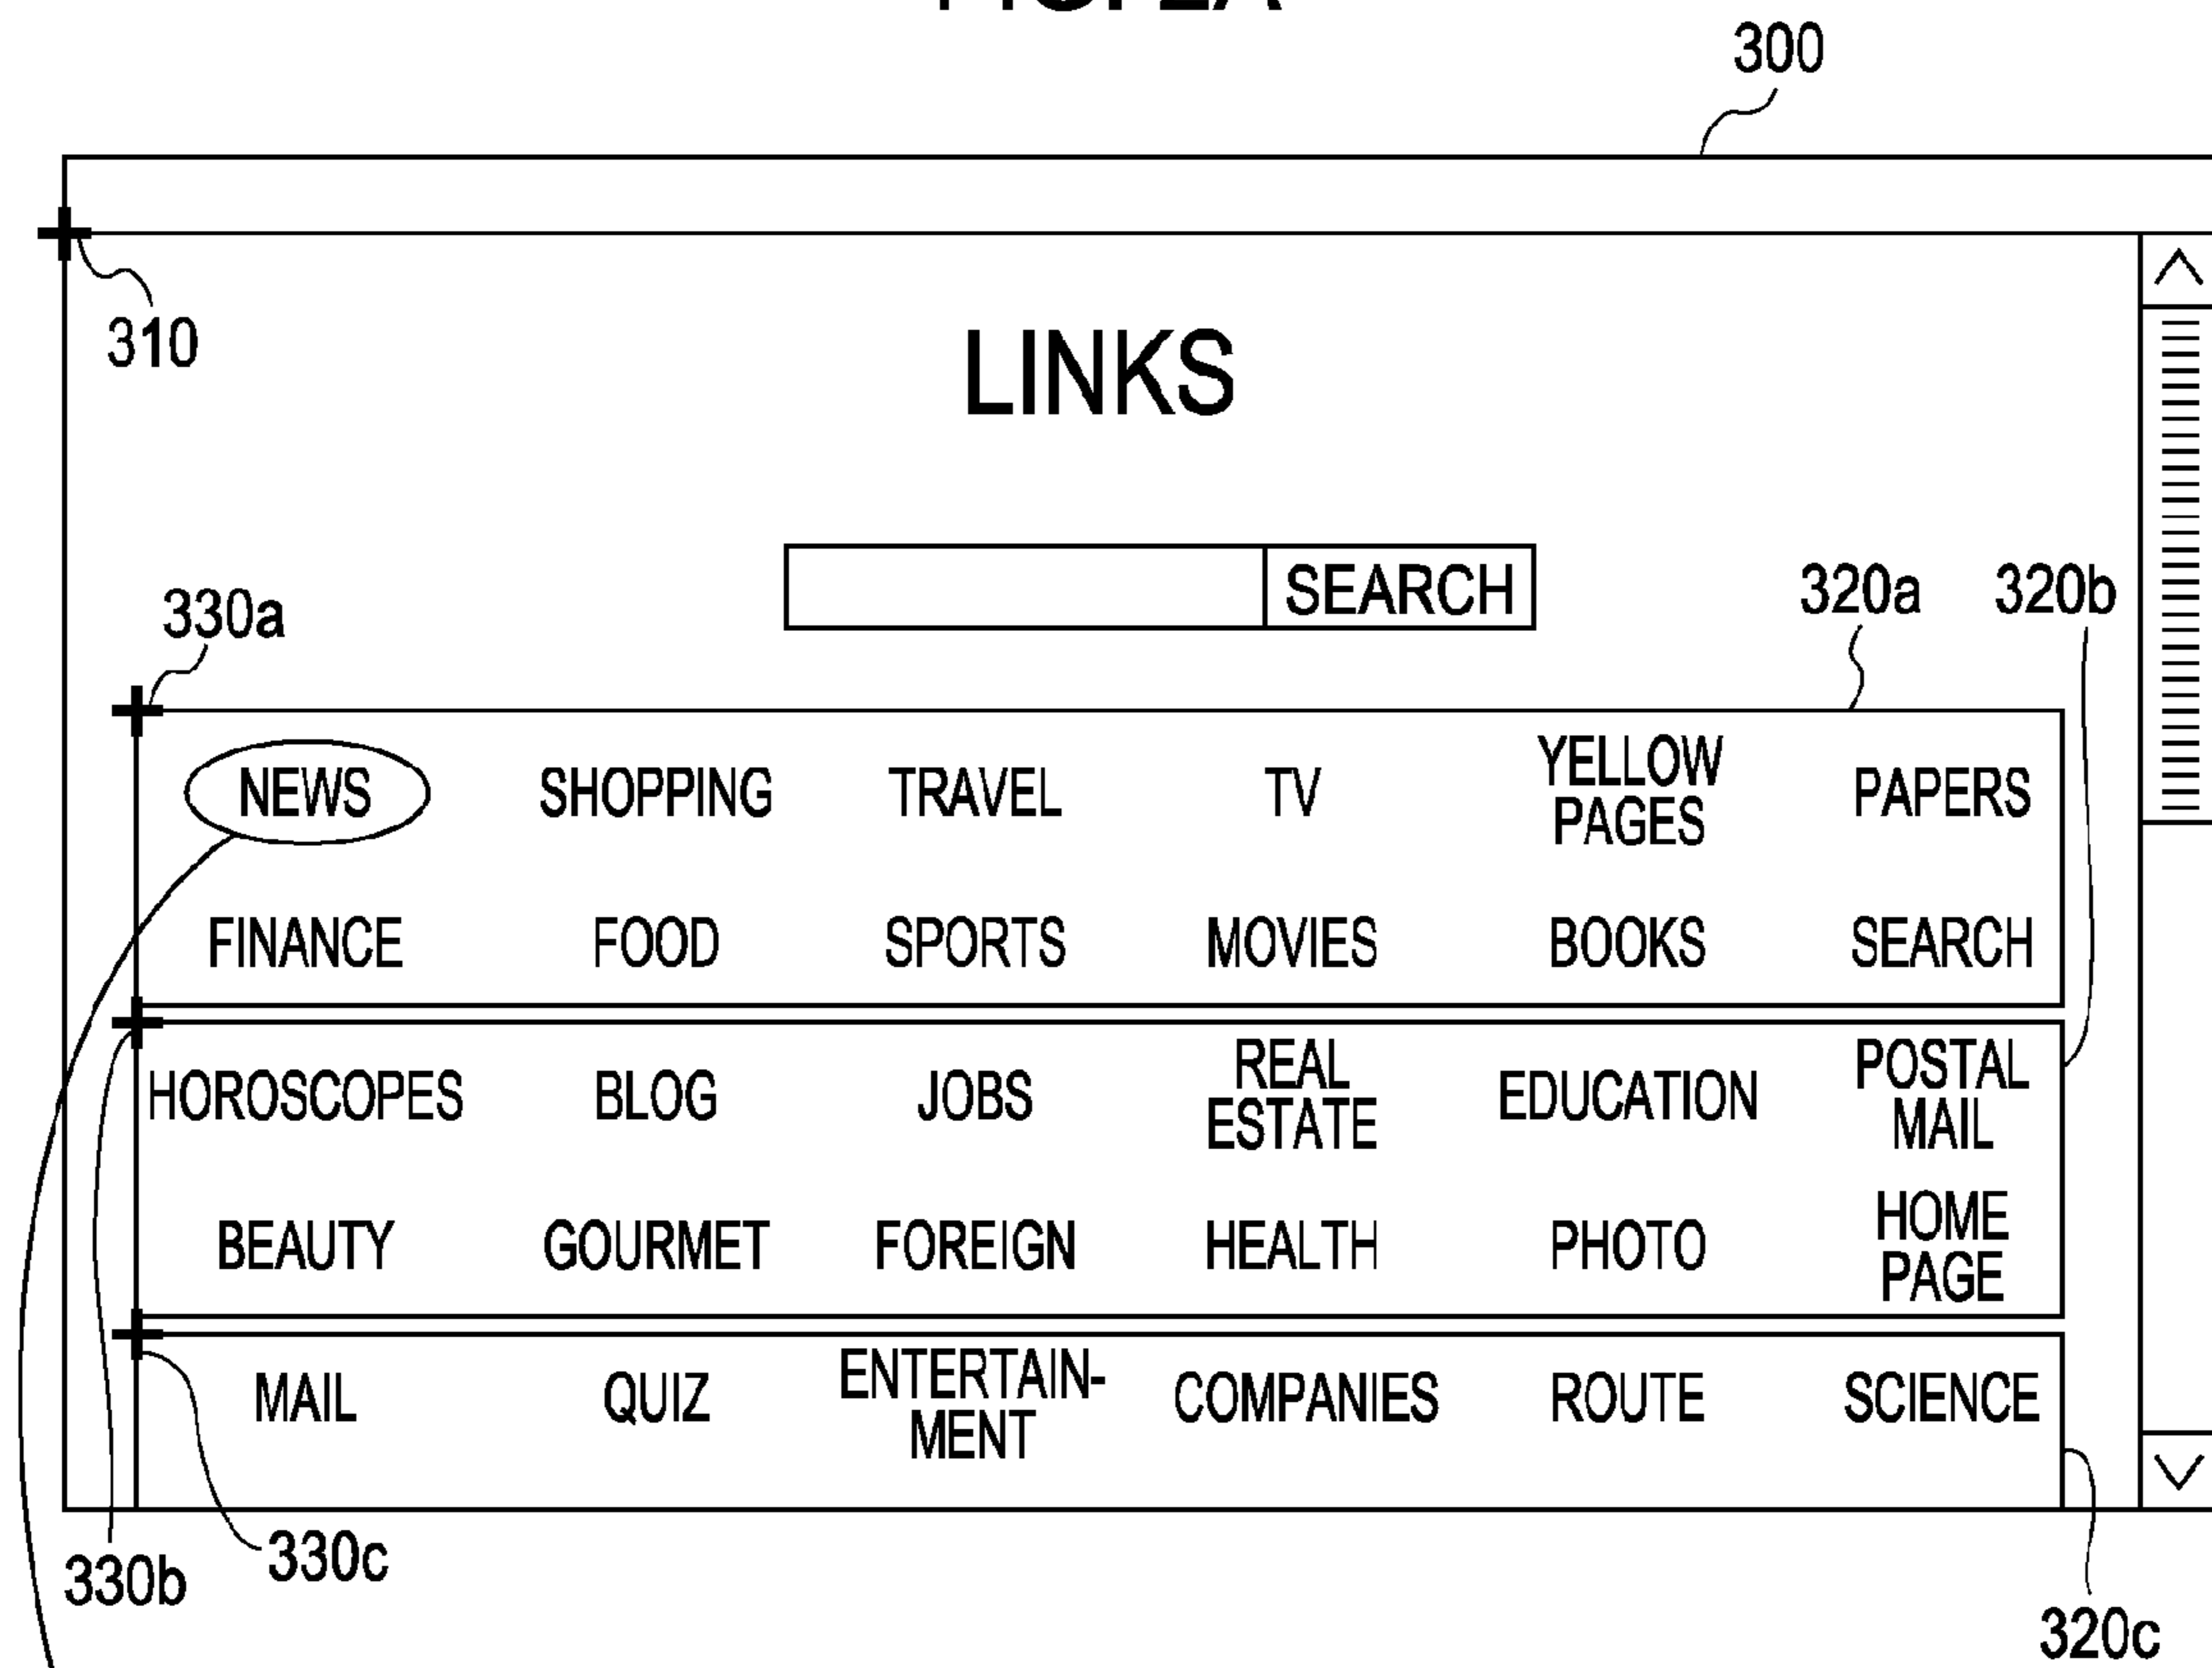 300
310
LINKS
SEARCH
320a 320b
330a
NEWS SHOPPING TRAVEL TV YELLOW PAGES PAPERS
FINANCE FOOD SPORTS MOVIES BOOKS SEARCH
HOROSCOPES BLOG JOBS REAL ESTATE EDUCATION POSTAL MAIL
BEAUTY GOURMET FOREIGN HEALTH PHOTO HOME PAGE
MAIL QUIZ ENTERTAIN-MENT COMPANIES ROUTE SCIENCE
330b 330c
320c